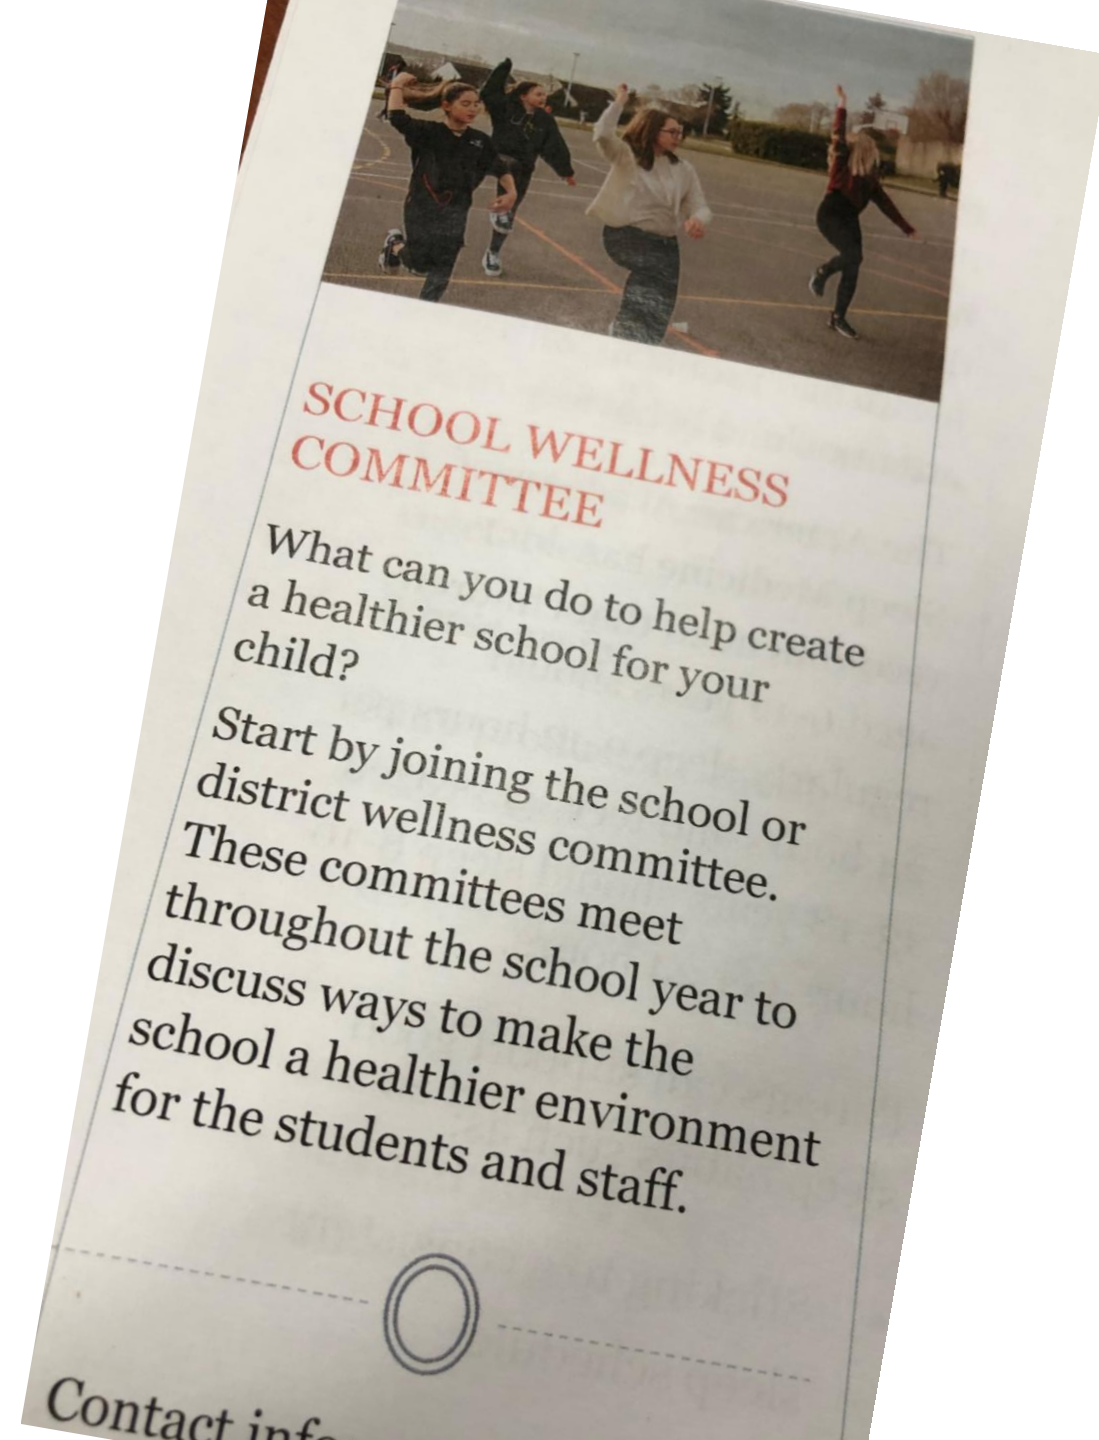 SCHOOL WELLNESS
COMMITTEE
What can you do to help create
a healthier school for your
child?
Start by joining the school or
district wellness committee.
These committees meet
throughout the school year to
discuss ways to make the
school a healthier environment
for the students and staff.
Contact